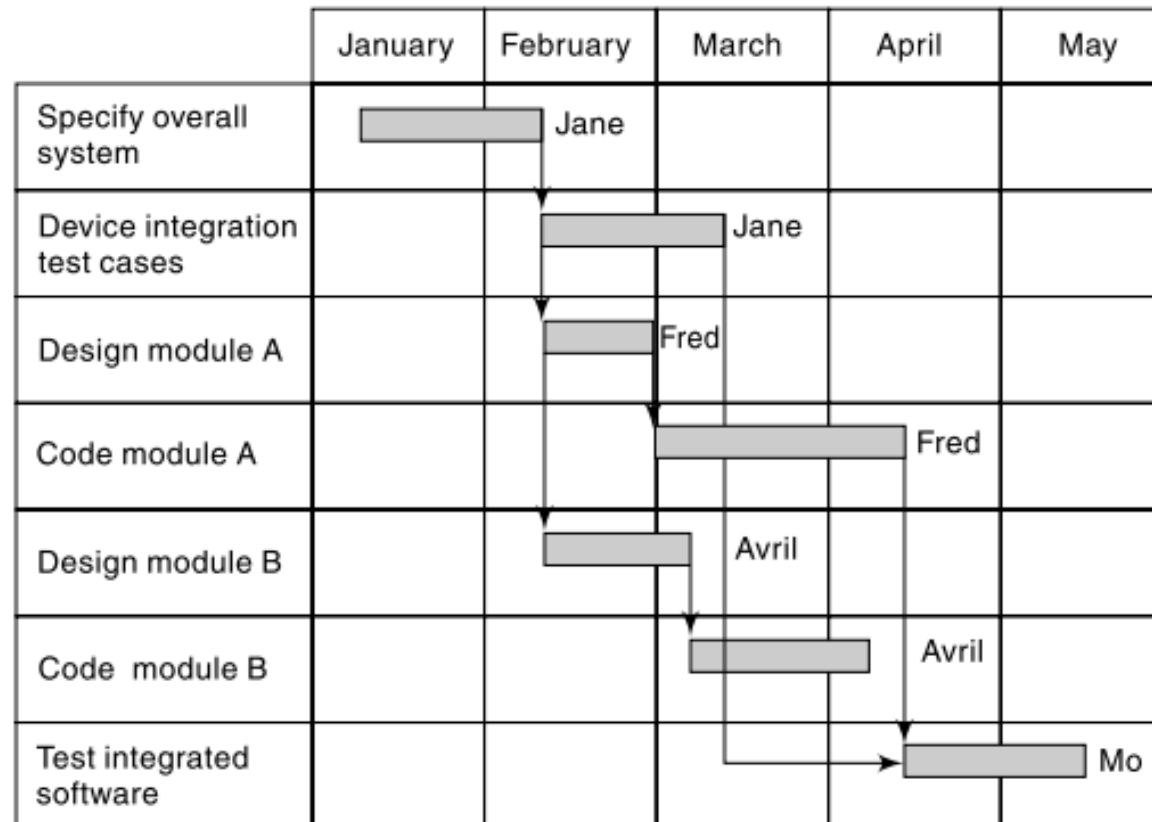 January February March April May
Specify overall
system
Jane
Device integration
test cases
Jane
Design module A
Fred
Code module A
Fred
Design module B
Avril
Code module B
Avril
Test integrated
software
Mo